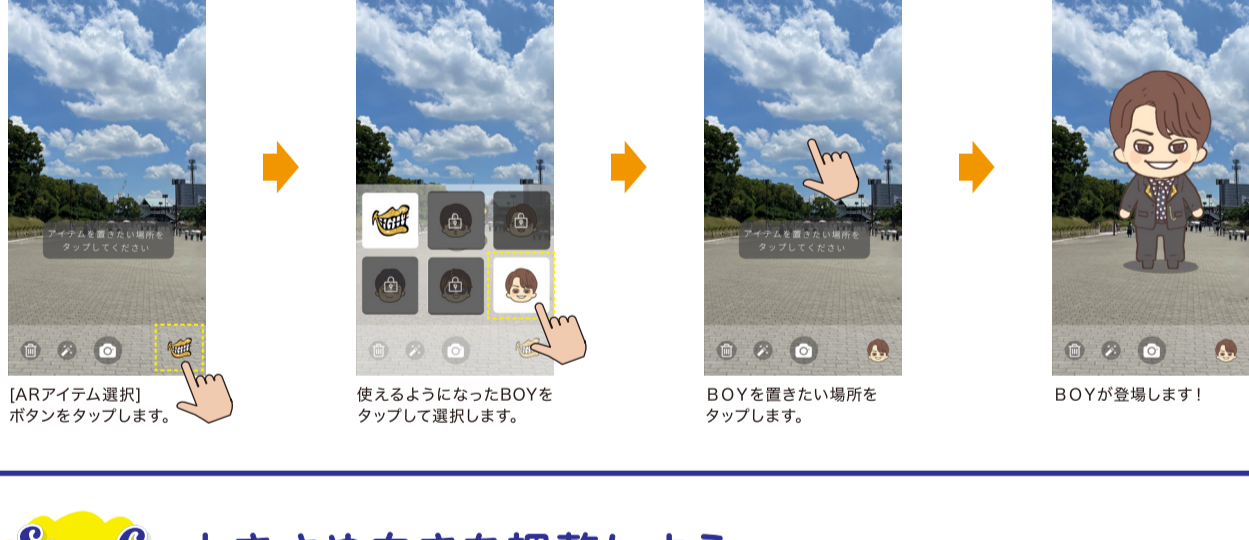 アイテムを置きたい場所を
タップしてください
アイテムを置きたい場所を
タップしてください
[ARアイテム選択]
ボタンをタップします。
使えるようになったBOYを
タップして選択します。
BOYを置きたい場所を
タップします。
BOYが登場します！